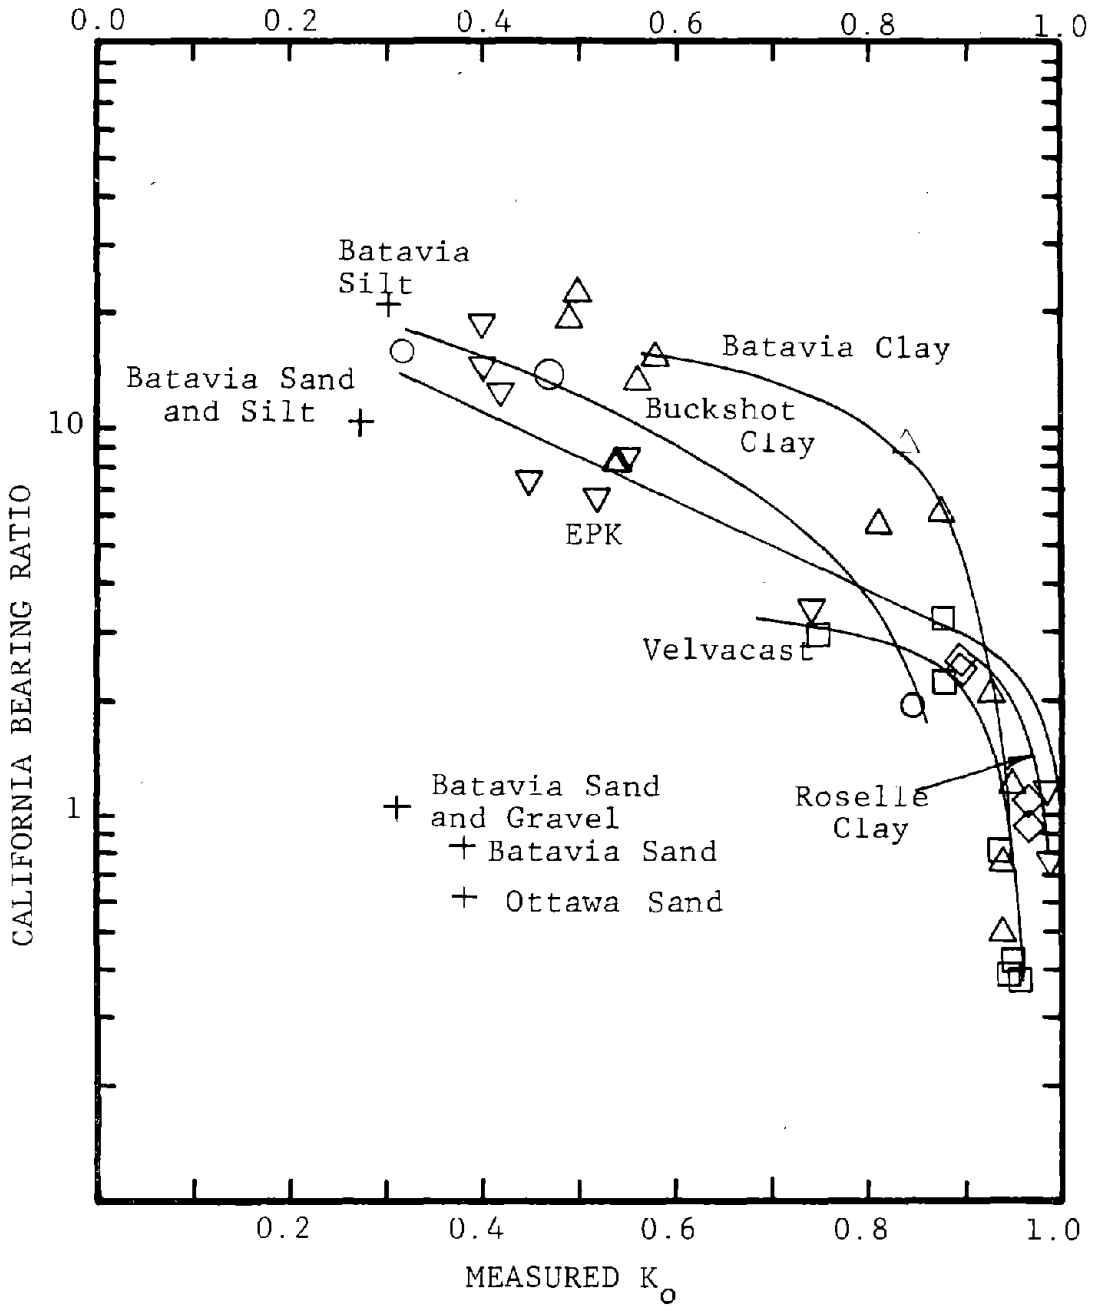 0.0 0.2 0.4 0.6 0.8 1.0
Batavia
Silt
Batavia Clay
Batavia Sand
and Silt
Buckshot
Clay
10
EPK
Velvacast
CALIFORNIA BEARING RATIO
Batavia Sand
and Gravel
1
Roselle
Clay
Batavia Sand
Ottawa Sand
0.2 0.4 0.6 0.8 1.0
MEASURED Ko